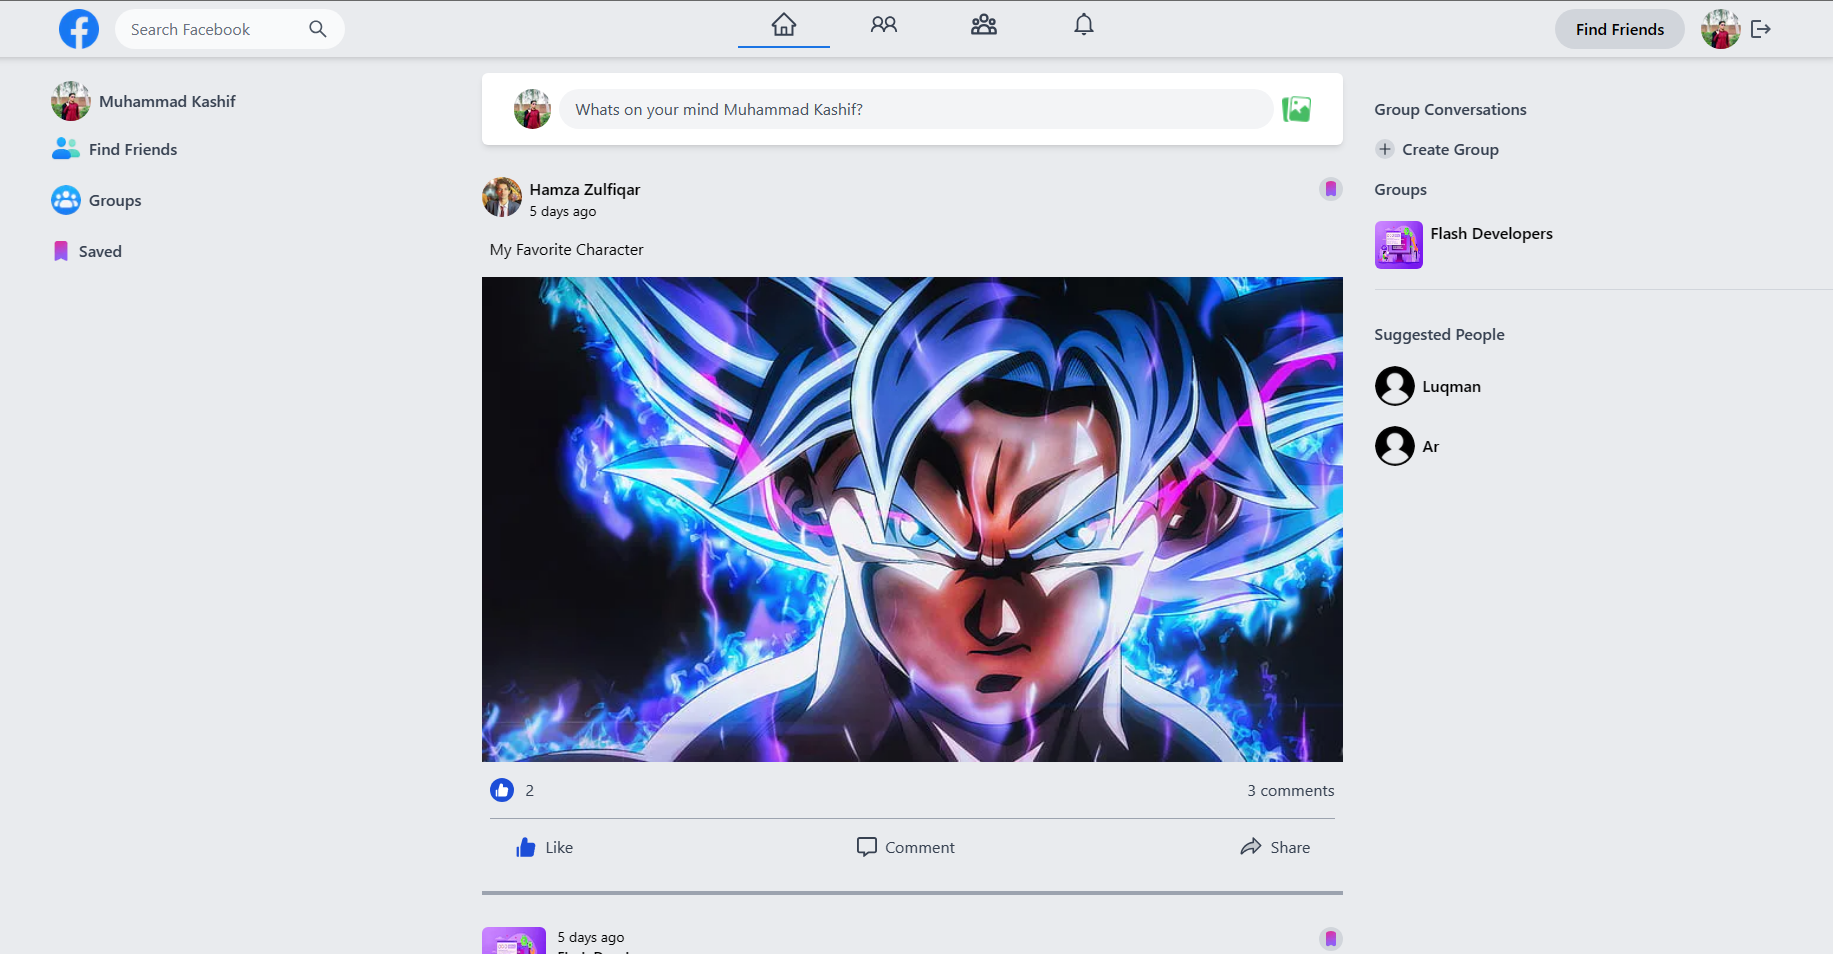 Search Facebook
Find Friends
Muhammad Kashif
Find Friends
Groups
Saved
Whats on your mind Muhammad Kashif?
Hamza Zulfiqar
5 days ago
My Favorite Character
2
3 comments
Like
Comment
Share
5 days ago
Group Conversations
Create Group
Groups
Flash Developers
Suggested People
Luqman
Ar